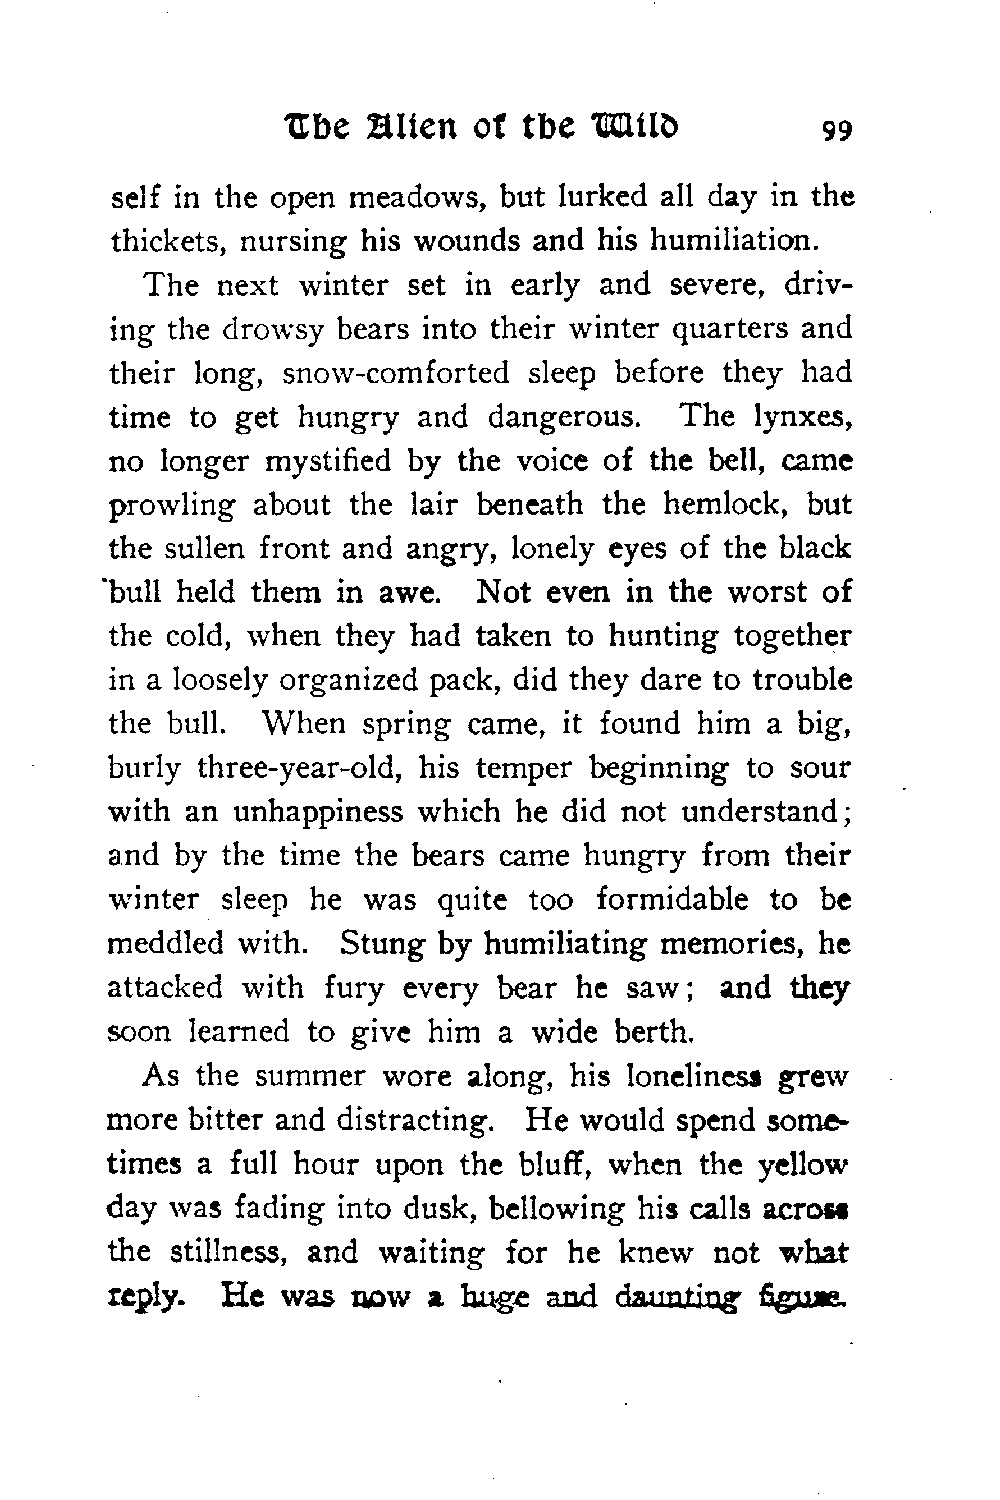 The Alien of the Wild 99
self in the open meadows, but lurked all day in the
thickets, nursing his wounds and his humiliation.
The next winter set in early and severe, driv-
ing the drowsy bears into their winter quarters and
their long, snow-comforted sleep before they had
time to get hungry and dangerous. The lynxes,
no longer mystified by the voice of the bell, came
prowling about the lair beneath the hemlock, but
the sullen front and angry, lonely eyes of the black
bull held them in awe. Not even in the worst of
the cold, when they had taken to hunting together
in a loosely organized pack, did they dare to trouble
the bull. When spring came, it found him a big,
burly three-year-old, his temper beginning to sour
with an unhappiness which he did not understand;
and by the time the bears came hungry from their
winter sleep he was quite too formidable to be
meddled with. Stung by humiliating memories, he
attacked with fury every bear he saw; and they
soon learned to give him a wide berth.
As the summer wore along, his loneliness grew
more bitter and distracting. He would spend some-
times a full hour upon the bluff, when the yellow
day was fading into dusk, bellowing his calls across
the stillness, and waiting for he knew not what
reply. He was now a huge and daunting figure.